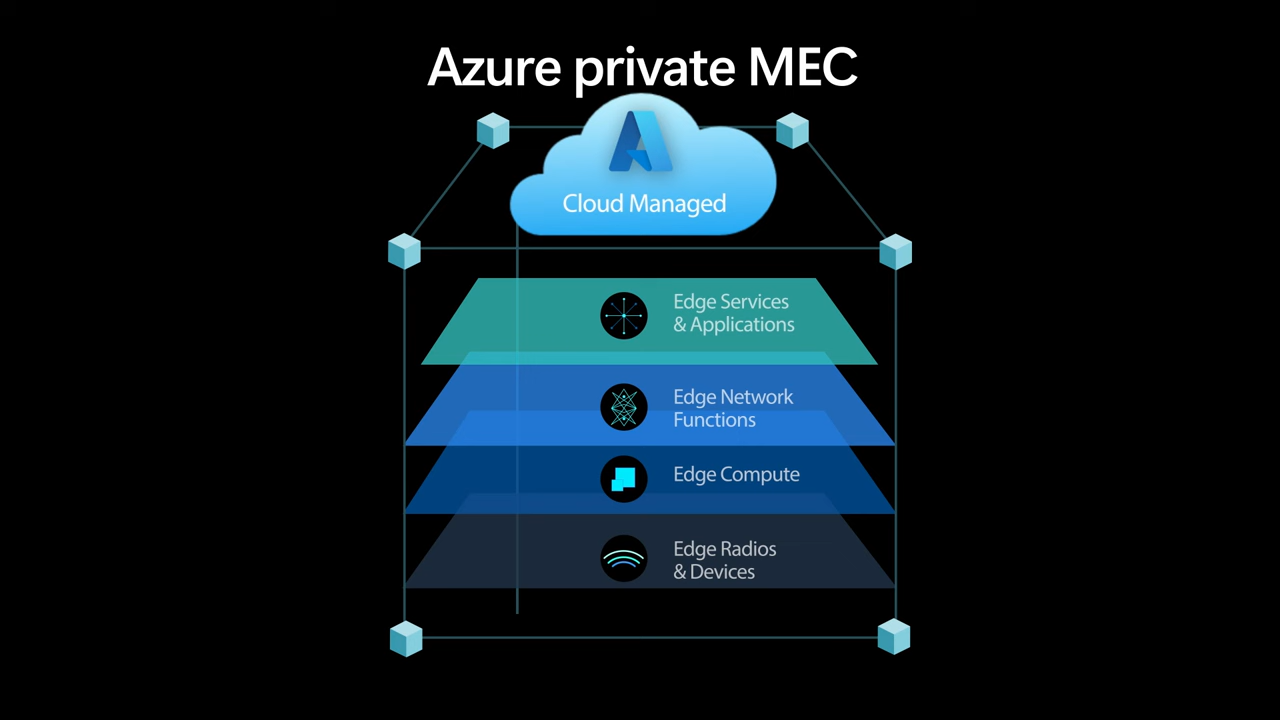 Azure private MEC
Cloud Managed
Edge Services
& Applications
Edge Network
Functions
Edge Compute
Edge Radios
& Devices